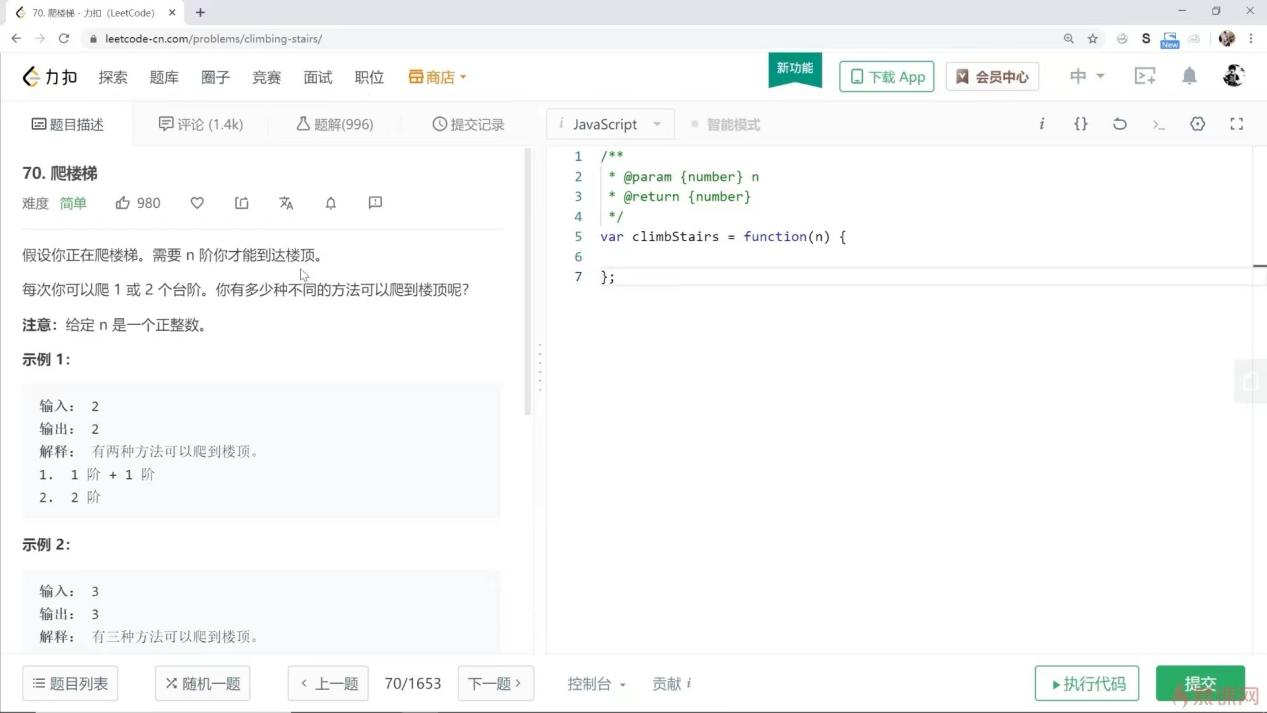 70. 爬楼梯 - 力扣（LeetCode）
leetcode-cn.com/problems/climbing-stairs/
New
力扣 探索 题库 圈子 竞赛 面试 职位 商店 新功能 下载 App 会员中心 中
题目描述 评论 (1.4k) 题解(996) 提交记录
i JavaScript 智能模式 i {} >_
70. 爬楼梯
难度 简单 980
假设你正在爬楼梯。需要 n 阶你才能到达楼顶。
每次你可以爬 1 或 2 个台阶。你有多少种不同的方法可以爬到楼顶呢？
注意：给定 n 是一个正整数。
示例 1：
输入： 2
输出： 2
解释： 有两种方法可以爬到楼顶。
1. 1 阶 + 1 阶
2. 2 阶
示例 2：
输入： 3
输出： 3
解释： 有三种方法可以爬到楼顶。
1 /**
2 * @param {number} n
3 * @return {number}
4 */
5 var climbStairs = function(n) {
6
7 };
题目列表 随机一题 上一题 70/1653 下一题 控制台 贡献 i 执行代码 提交